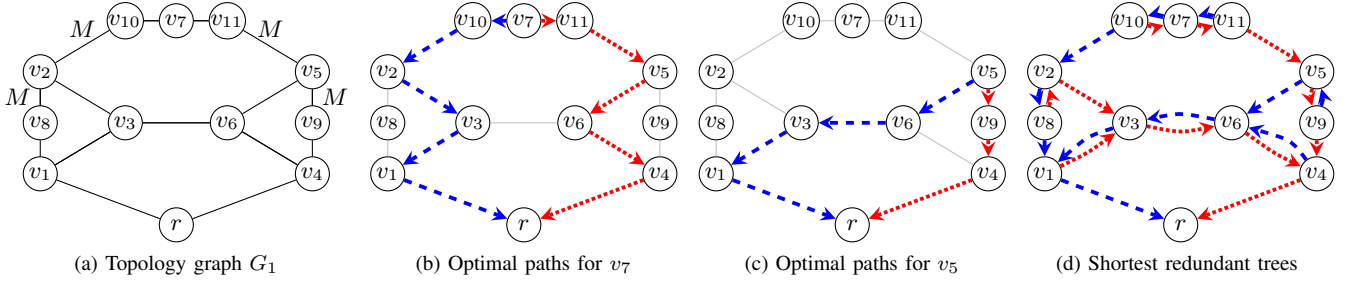 v10 v7 v11
M M
v2 v5
M M
v8 v3 v6 v9
v1 v4
r
(a) Topology graph G1
v10 v7 v11
v2 v5
v8 v3 v6 v9
v1 v4
r
(b) Optimal paths for v7
v10 v7 v11
v2 v5
v8 v3 v6 v9
v1 v4
r
(c) Optimal paths for v5
v10 v7 v11
v2 v5
v8 v3 v6 v9
v1 v4
r
(d) Shortest redundant trees